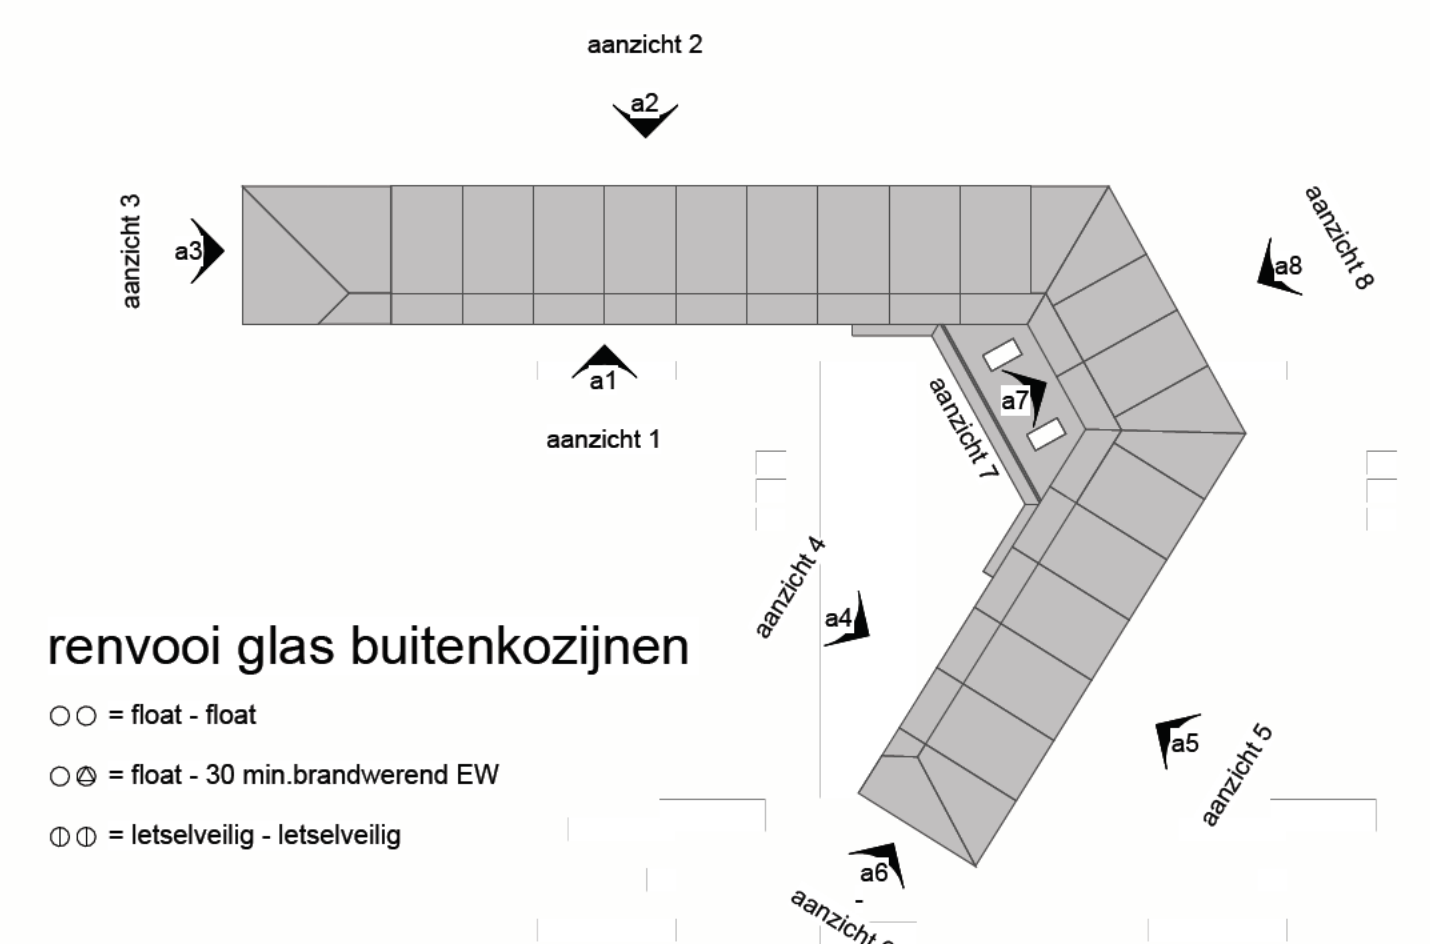 aanzicht 2
a2
aanzicht 3
a3
aanzicht 8
a8
a1
aanzicht 1
a7
aanzicht 7
aanzicht 4
a4
renvooi glas buitenkozijnen
= float - float
= float - 30 min.brandwerend EW
= letselveilig - letselveilig
a5
aanzicht 5
a6
-
aanzicht